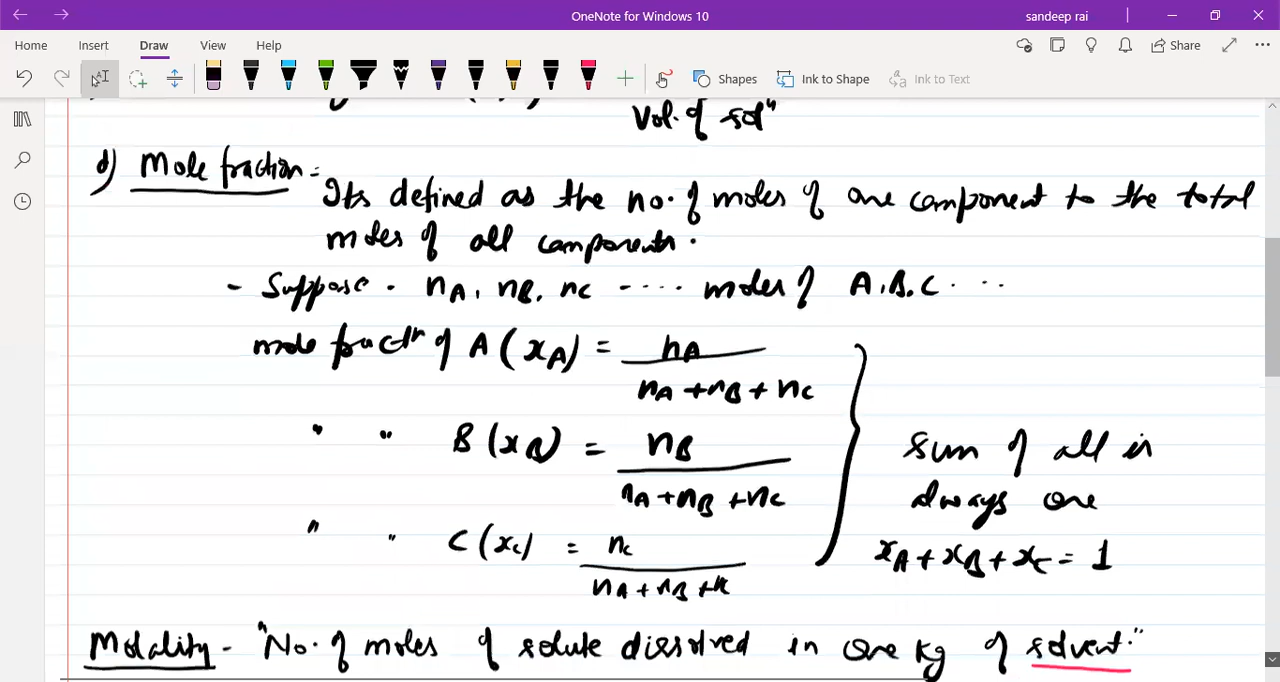 OneNote for Windows 10
sandeep rai
Home Insert Draw View Help
Share
Shapes Ink to Shape Ink to Text
Vol. of sol"
d) Mole fraction =
Its defined as the no. of moles of one component to the total
moles of all components.
- Suppose . nA, nB, nc ---- moles of A.B.C. ..
mole fractn of A (xA) = nA
nA + nB + nc
" " B (xB) = nB
nA + nB + nc
" " C (xc) = nc
nA + nB + nc
sum of all is
always one
xA + xB + xc = 1
Molality - "No. of moles of solute dissolved in one kg of solvent."